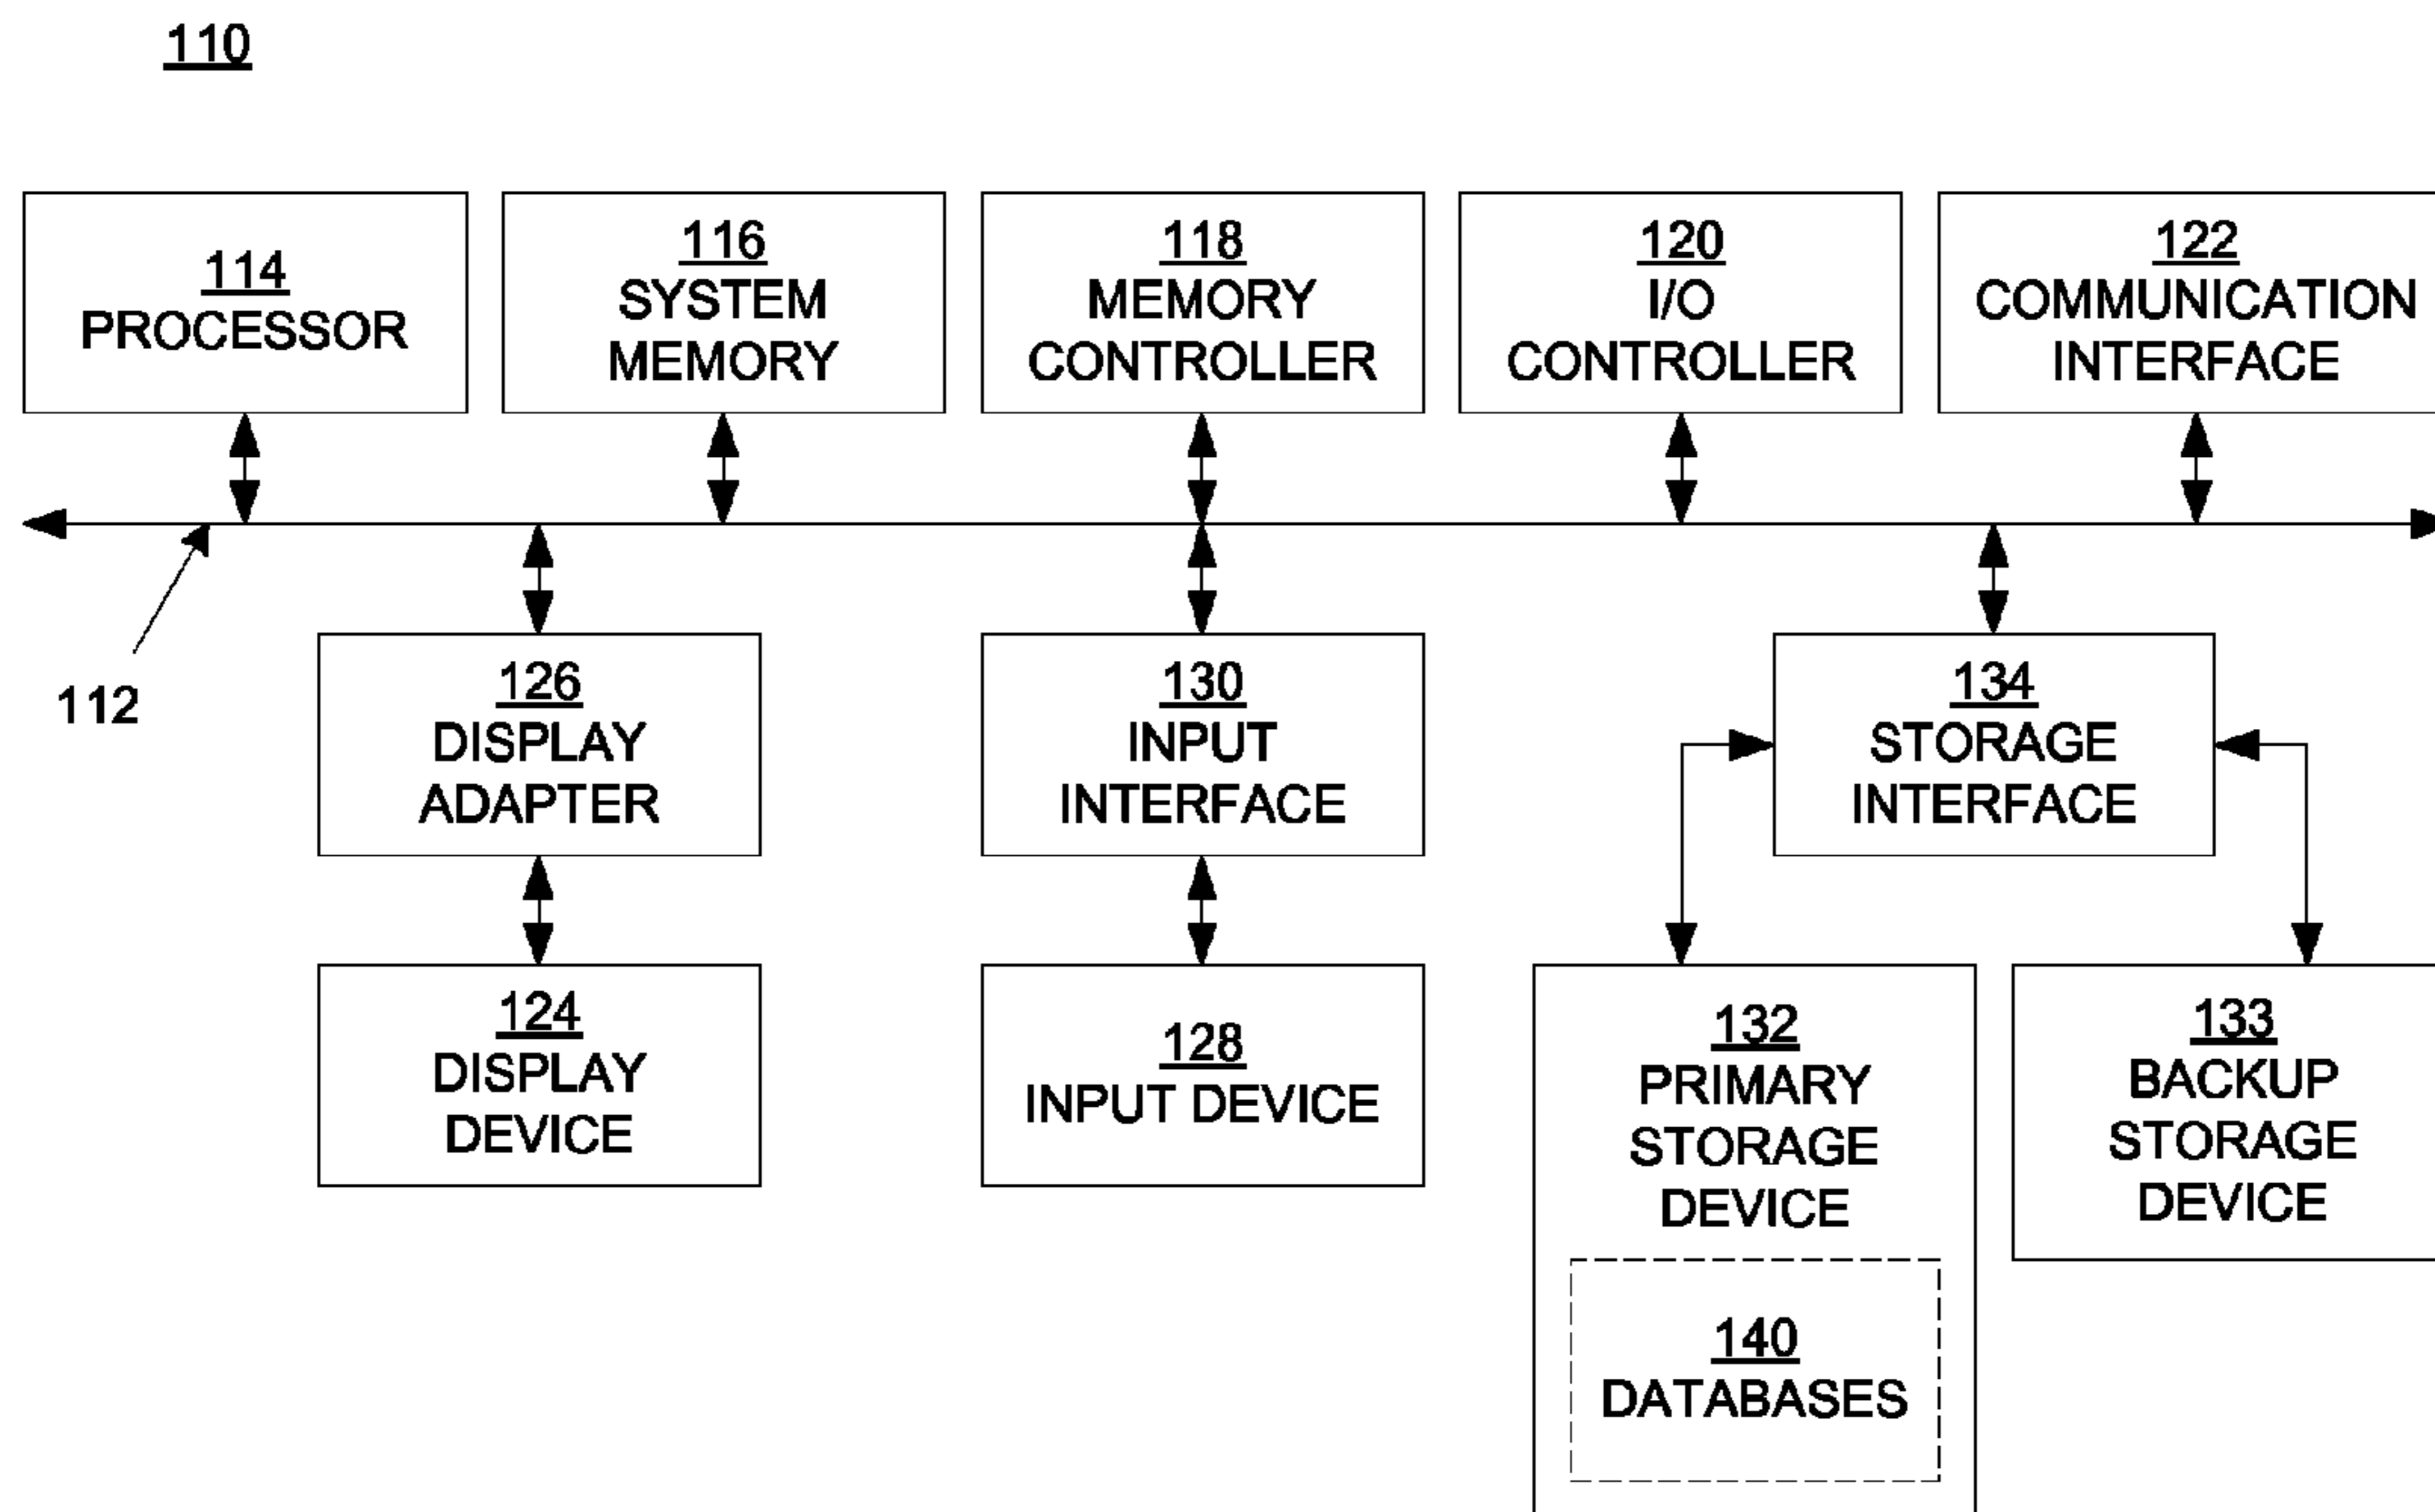 110
114
PROCESSOR
116
SYSTEM
MEMORY
118
MEMORY
CONTROLLER
120
I/O
CONTROLLER
122
COMMUNICATION
INTERFACE
112
126
DISPLAY
ADAPTER
130
INPUT
INTERFACE
134
STORAGE
INTERFACE
124
DISPLAY
DEVICE
128
INPUT DEVICE
132
PRIMARY
STORAGE
DEVICE
133
BACKUP
STORAGE
DEVICE
140
DATABASES